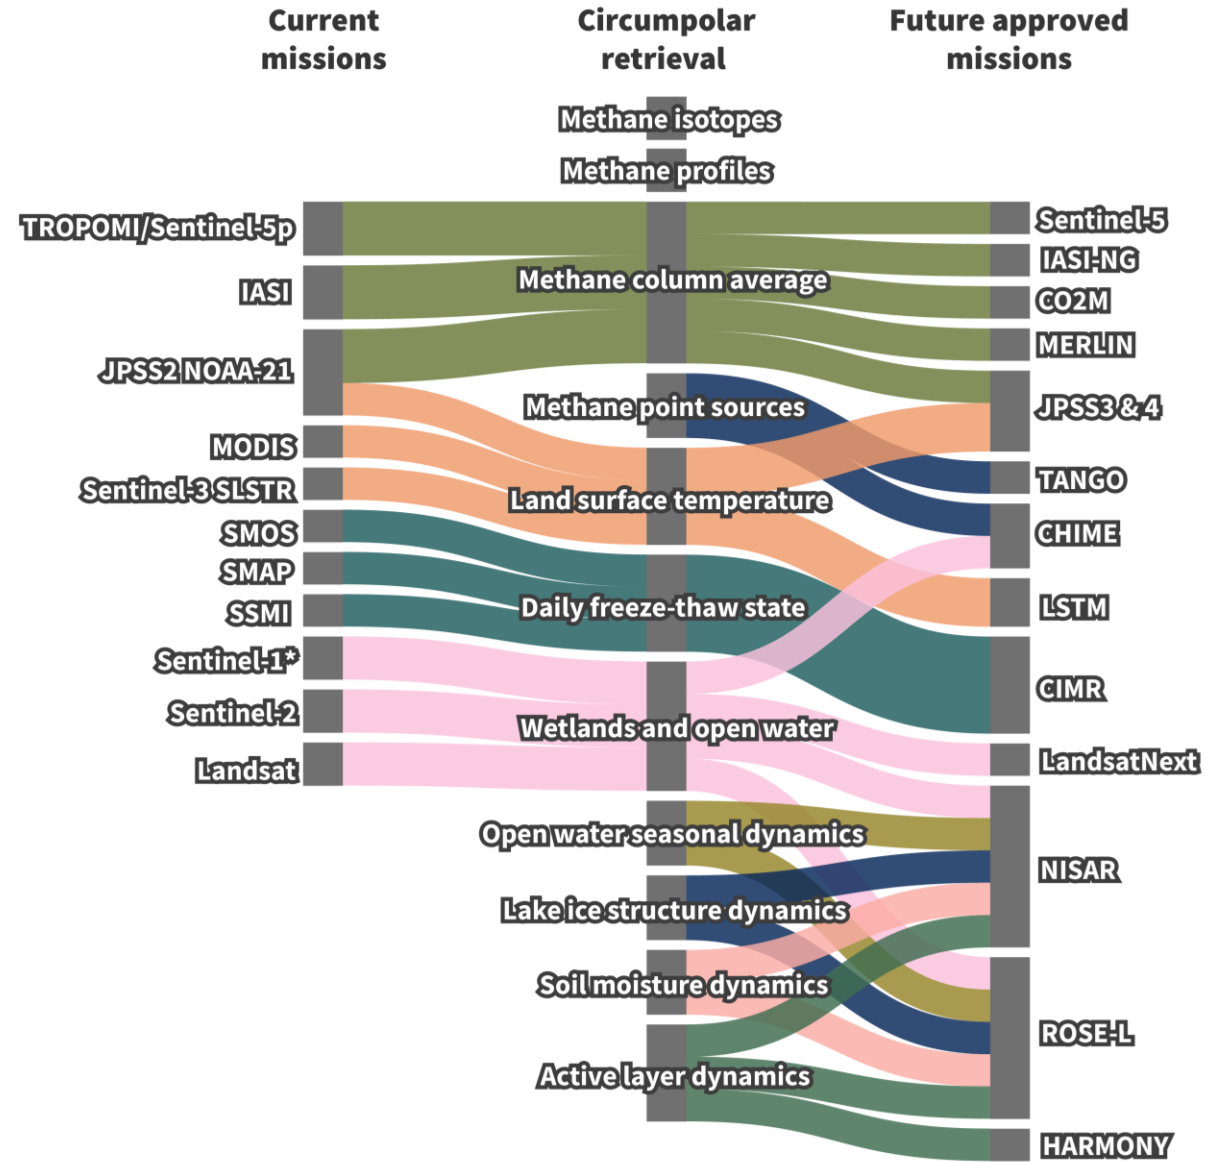 Current
missions
Circumpolar
retrieval
Future approved
missions
TROPOMI/Sentinel-5p
IASI
JPSS2 NOAA-21
MODIS
Sentinel-3 SLSTR
SMOS
SMAP
SSMI
Sentinel-1*
Sentinel-2
Landsat
Methane isotopes
Methane profiles
Methane column average
Methane point sources
Land surface temperature
Daily freeze-thaw state
Wetlands and open water
Open water seasonal dynamics
Lake ice structure dynamics
Soil moisture dynamics
Active layer dynamics
Sentinel-5
IASI-NG
CO2M
MERLIN
JPSS3 & 4
TANGO
CHIME
LSTM
CIMR
LandsatNext
NISAR
ROSE-L
HARMONY